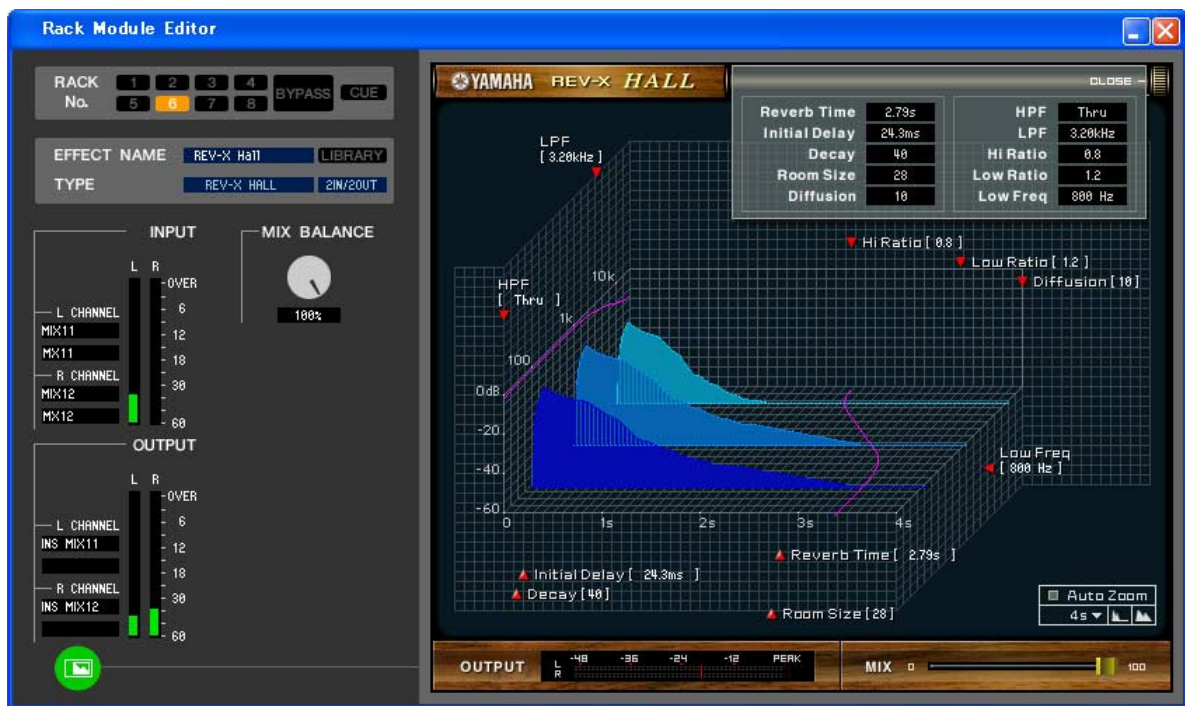 Rack Module Editor
RACK No.
1 2 3 4
5 6 7 8
BYPASS
CUE
EFFECT NAME
REV-X Hall
LIBRARY
TYPE
REV-X HALL
2IN/2OUT
INPUT
L R
OVER
6
12
18
30
60
L CHANNEL
MIX11
MX11
R CHANNEL
MIX12
MX12
MIX BALANCE
100%
OUTPUT
L R
OVER
6
12
18
30
60
L CHANNEL
INS MIX11
R CHANNEL
INS MIX12
YAMAHA REV-X HALL
CLOSE -
Reverb Time 2.79s
Initial Delay 24.3ms
Decay 40
Room Size 28
Diffusion 10
HPF Thru
LPF 3.20kHz
Hi Ratio 0.8
Low Ratio 1.2
Low Freq 800 Hz
LPF
[ 3.20kHz ]
Hi Ratio [ 0.8 ]
Low Ratio [ 1.2 ]
Diffusion [ 10 ]
HPF
[ Thru ]
10k
1k
100
0dB
-20
-40
-60
0 1s 2s 3s 4s
Low Freq
[ 800 Hz ]
Reverb Time [ 2.79s ]
Initial Delay [ 24.3ms ]
Decay [ 40 ]
Room Size [ 28 ]
Auto Zoom
4s
OUTPUT
L
R
-48 -36 -24 -12 PEAK
MIX 0 100